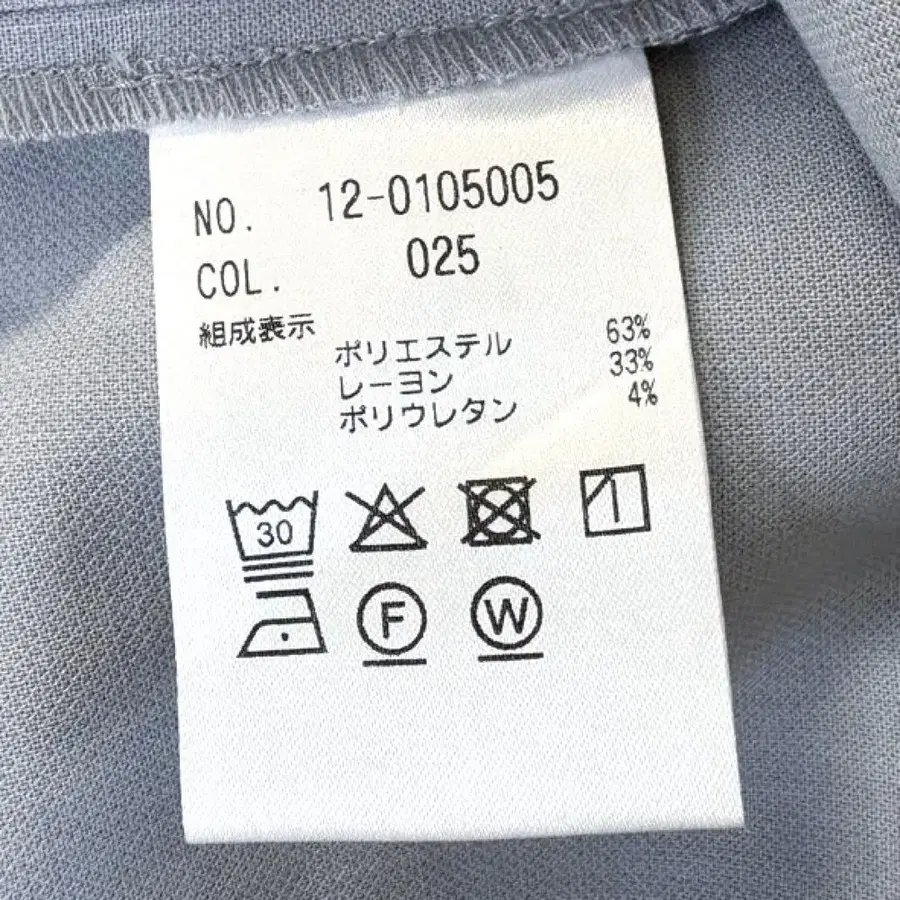 NO. 12-0105005
COL. 025
組成表示
ポリエステル 63%
レーヨン 33%
ポリウレタン 4%
30
F W